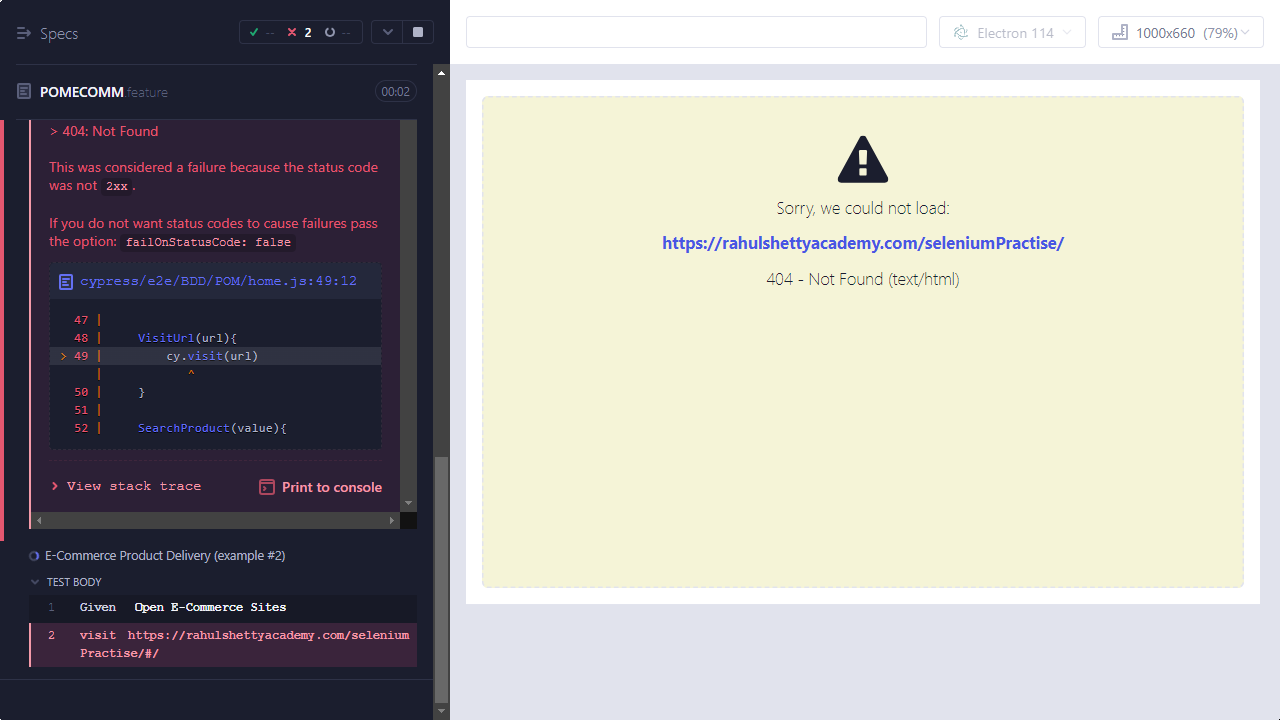 Specs
-- 2 --
POMECOMM.feature
00:02
> 404: Not Found
This was considered a failure because the status code
was not 2xx.
If you do not want status codes to cause failures pass
the option: failOnStatusCode: false
cypress/e2e/BDD/POM/home.js:49:12
47 |
48 | VisitUrl(url){
> 49 | cy.visit(url)
| ^
50 | }
51 |
52 | SearchProduct(value){
View stack trace
Print to console
E-Commerce Product Delivery (example #2)
TEST BODY
1 Given Open E-Commerce Sites
2 visit https://rahulshettyacademy.com/selenium
Practise/#/
Electron 114
1000x660 (79%)
Sorry, we could not load:
https://rahulshettyacademy.com/seleniumPractise/
404 - Not Found (text/html)